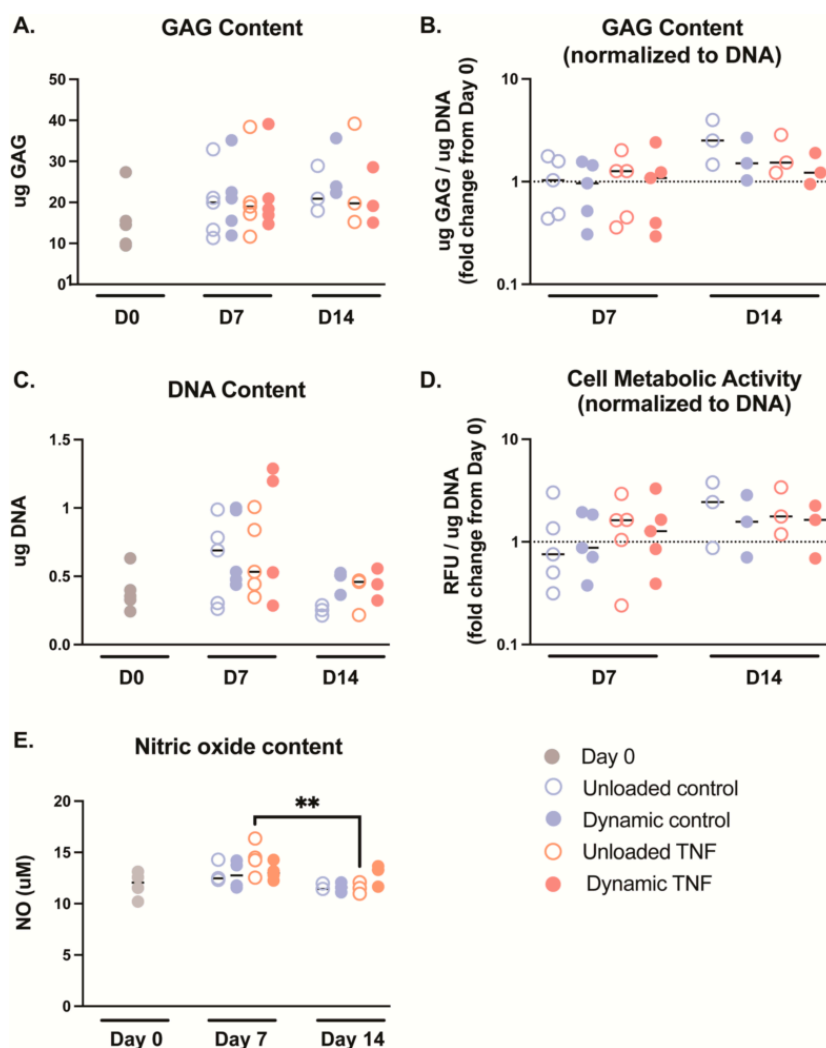 A.
GAG Content
ug GAG
50
40
30
20
10
0
1
D0
D7
D14
B.
GAG Content
(normalized to DNA)
ug GAG / ug DNA
(fold change from Day 0)
10
1
0.1
D7
D14
C.
DNA Content
ug DNA
1.5
1
0.5
0.0
D0
D7
D14
D.
Cell Metabolic Activity
(normalized to DNA)
RFU / ug DNA
(fold change from Day 0)
10
1
0.1
D7
D14
E.
Nitric oxide content
NO (uM)
20
15
10
5
0
**
Day 0
Day 7
Day 14
Day 0
Unloaded control
Dynamic control
Unloaded TNF
Dynamic TNF